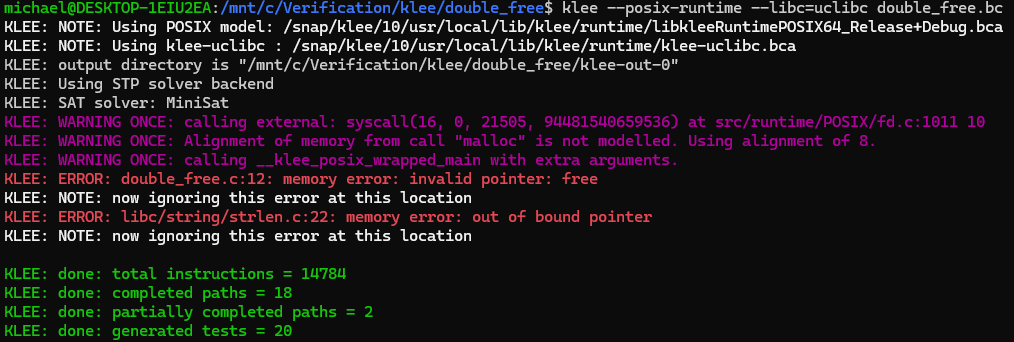 michael@DESKTOP-1EIU2EA:/mnt/c/Verification/klee/double_free$ klee --posix-runtime --libc=uclibc double_free.bc
KLEE: NOTE: Using POSIX model: /snap/klee/10/usr/local/lib/klee/runtime/libkleeRuntimePOSIX64_Release+Debug.bca
KLEE: NOTE: Using klee-uclibc : /snap/klee/10/usr/local/lib/klee/runtime/klee-uclibc.bca
KLEE: output directory is "/mnt/c/Verification/klee/double_free/klee-out-0"
KLEE: Using STP solver backend
KLEE: SAT solver: MiniSat
KLEE: WARNING ONCE: calling external: syscall(16, 0, 21505, 94481540659536) at src/runtime/POSIX/fd.c:1011 10
KLEE: WARNING ONCE: Alignment of memory from call "malloc" is not modelled. Using alignment of 8.
KLEE: WARNING ONCE: calling __klee_posix_wrapped_main with extra arguments.
KLEE: ERROR: double_free.c:12: memory error: invalid pointer: free
KLEE: NOTE: now ignoring this error at this location
KLEE: ERROR: libc/string/strlen.c:22: memory error: out of bound pointer
KLEE: NOTE: now ignoring this error at this location
KLEE: done: total instructions = 14784
KLEE: done: completed paths = 18
KLEE: done: partially completed paths = 2
KLEE: done: generated tests = 20